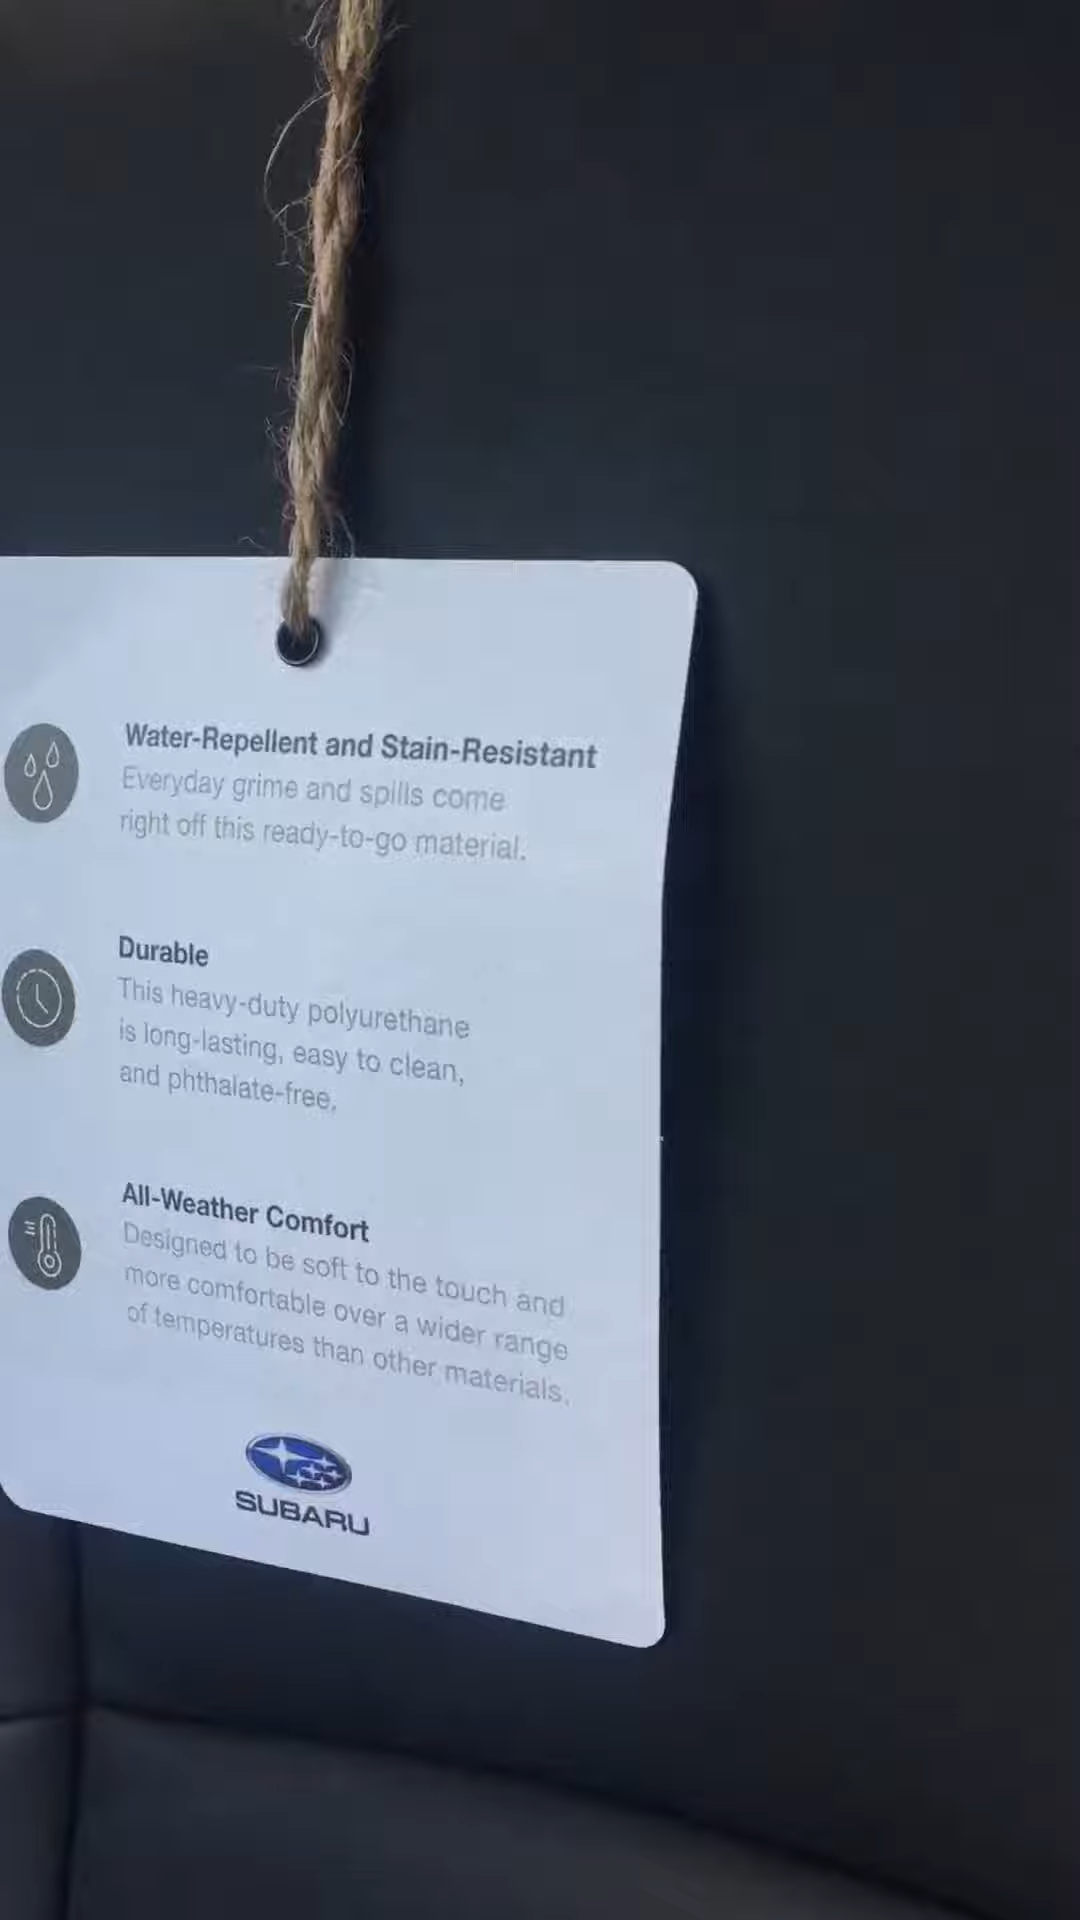 Water-Repellent and Stain-Resistant
Everyday grime and spills come
right off this ready-to-go material.
Durable
This heavy-duty polyurethane
is long-lasting, easy to clean,
and phthalate-free.
All-Weather Comfort
Designed to be soft to the touch and
more comfortable over a wider range
of temperatures than other materials.
SUBARU